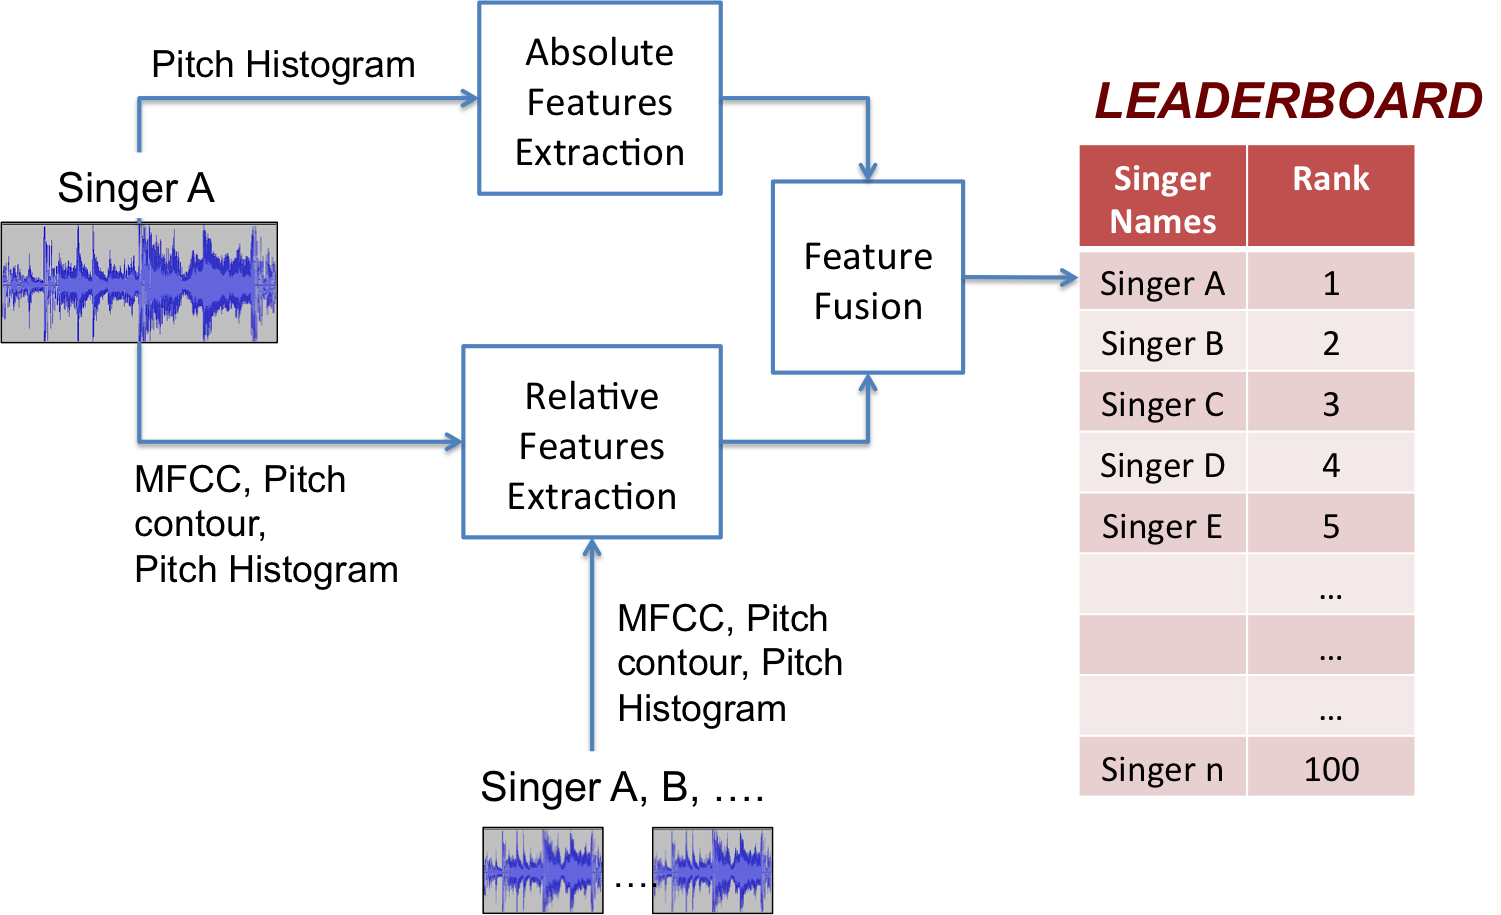 Pitch Histogram
Absolute
Features
Extraction
Singer A
Feature
Fusion
Relative
Features
Extraction
MFCC, Pitch
contour,
Pitch Histogram
MFCC, Pitch
contour, Pitch
Histogram
Singer A, B, ….
….
LEADERBOARD
Singer Names Rank
Singer A 1
Singer B 2
Singer C 3
Singer D 4
Singer E 5
...
...
...
Singer n 100